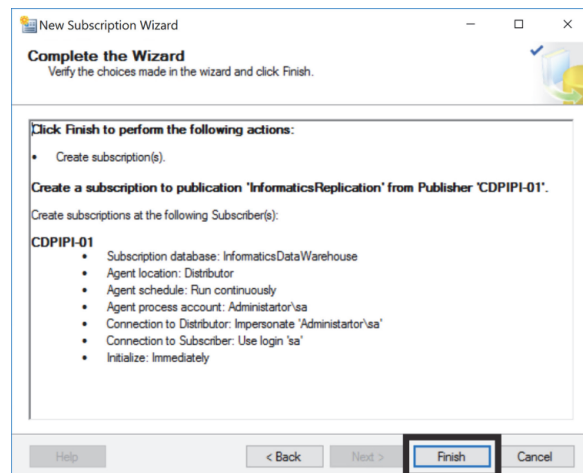 New Subscription Wizard
Complete the Wizard
Verify the choices made in the wizard and click Finish.
Click Finish to perform the following actions:
• Create subscription(s).
Create a subscription to publication 'InformaticsReplication' from Publisher 'CDPIPI-01'.
Create subscriptions at the following Subscriber(s):
CDPIPI-01
• Subscription database: InformaticsDataWarehouse
• Agent location: Distributor
• Agent schedule: Run continuously
• Agent process account: Administartor\sa
• Connection to Distributor: Impersonate 'Administartor\sa'
• Connection to Subscriber: Use login 'sa'
• Initialize: Immediately
Help < Back Next > Finish Cancel